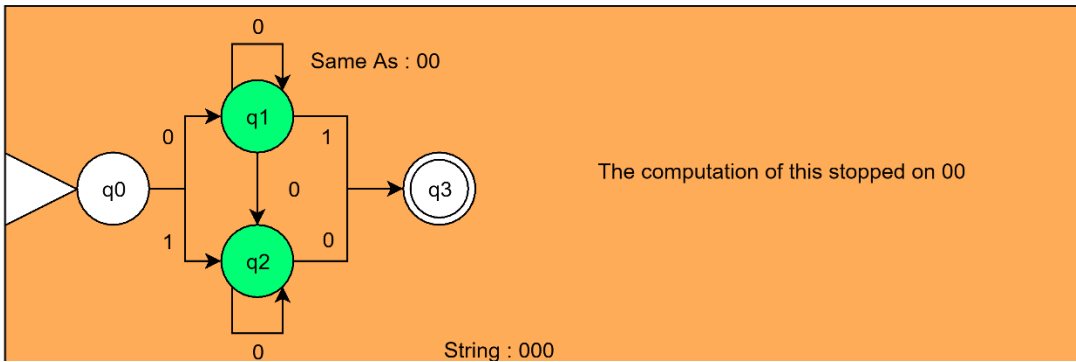 0
Same As : 00
q1
0
1
The computation of this stopped on 00
q0
0
q3
1
0
q2
0
String : 000